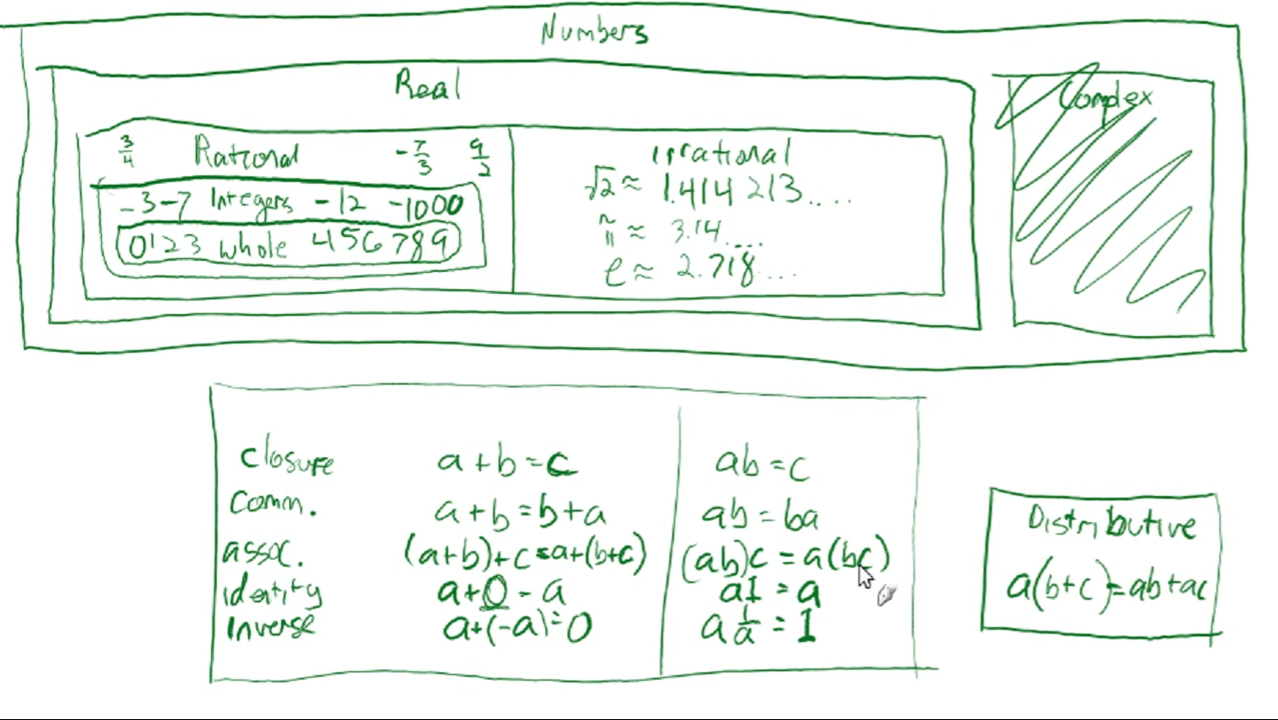 Numbers
Real
Complex
3/4 Rational -7/3 9/2
-3 -7 Integers -12 -1000
0 1 2 3 whole 4 5 6 7 8 9
Irrational
√2 ≈ 1.414213....
π ≈ 3.14....
e ≈ 2.718...
closure a+b=c ab=c
Comm. a+b=b+a ab=ba
assoc. (a+b)+c=a+(b+c) (ab)c=a(bc)
identity a+0=a a1=a
Inverse a+(-a)=0 a 1/a = 1
Distributive
a(b+c)=ab+ac